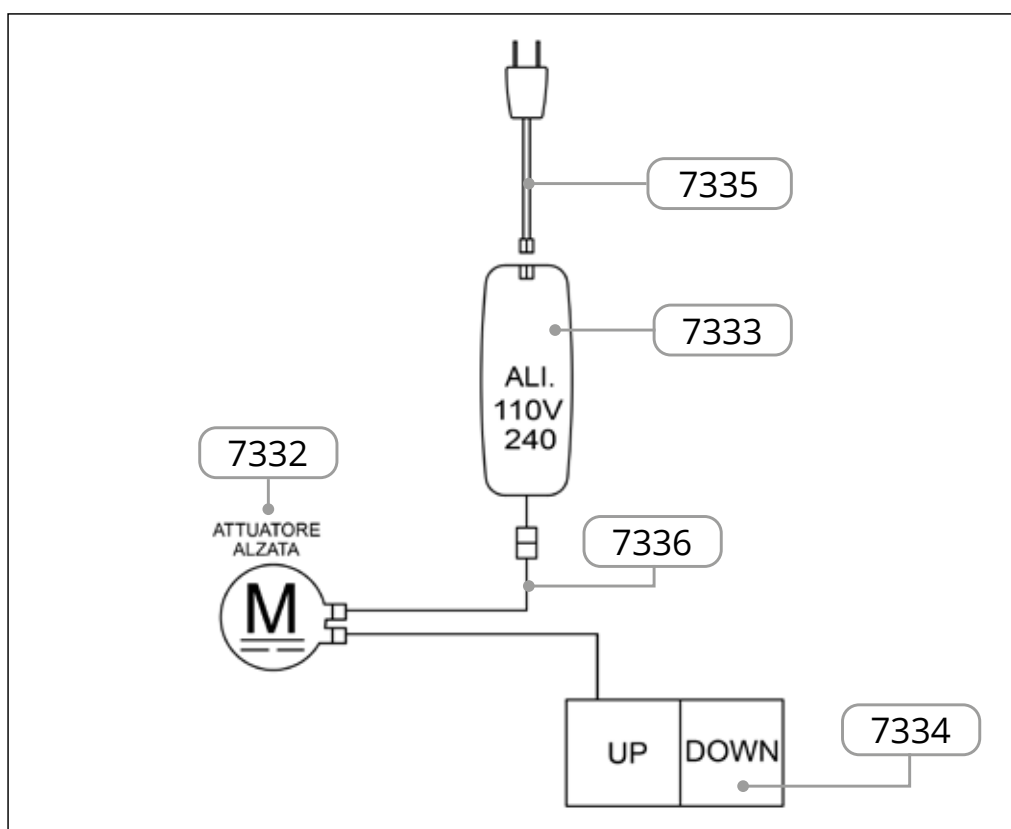 7335
7333
ALI.
110V
240
7332
ATTUATORE
ALZATA
7336
M
7334
UP
DOWN